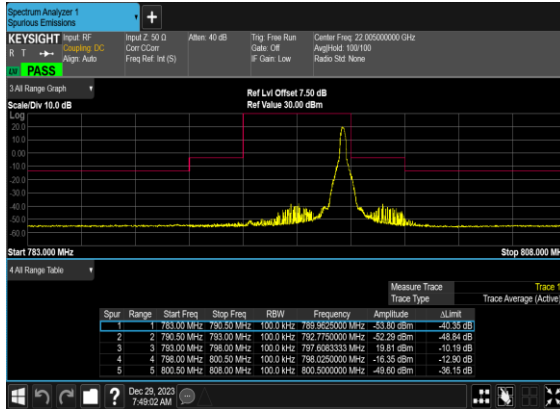 Spectrum Analyzer 1
Spurious Emissions
KEYSIGHT Input: RF Input Z: 50 Ω Atten: 40 dB Trig: Free Run Center Freq: 22.005000000 GHz
R T Coupling: DC Corr CCorr Gate: Off Avg|Hold: 100/100
Align: Auto Freq Ref: Int (S) IF Gain: Low Radio Std: None
PASS
3 All Range Graph
Ref Lvl Offset 7.50 dB
Scale/Div 10.0 dB Ref Value 30.00 dBm
Log
20.0
10.0
0.00
-10.0
-20.0
-30.0
-40.0
-50.0
-60.0
Start 783.000 MHz Stop 808.000 MH
4 All Range Table
Measure Trace Trace 1
Trace Type Trace Average (Active)
Spur Range Start Freq Stop Freq RBW Frequency Amplitude ΔLimit
1 1 783.00 MHz 790.50 MHz 100.0 kHz 789.9625000 MHz -53.80 dBm -40.35 dB
2 2 790.50 MHz 793.00 MHz 100.0 kHz 792.7750000 MHz -52.29 dBm -48.84 dB
3 3 793.00 MHz 798.00 MHz 100.0 kHz 797.6083333 MHz 19.81 dBm -10.19 dB
4 4 798.00 MHz 800.50 MHz 100.0 kHz 798.0250000 MHz -16.35 dBm -12.90 dB
5 5 800.50 MHz 808.00 MHz 100.0 kHz 800.5000000 MHz -49.60 dBm -36.15 dB
Dec 29, 2023
7:49:02 AM